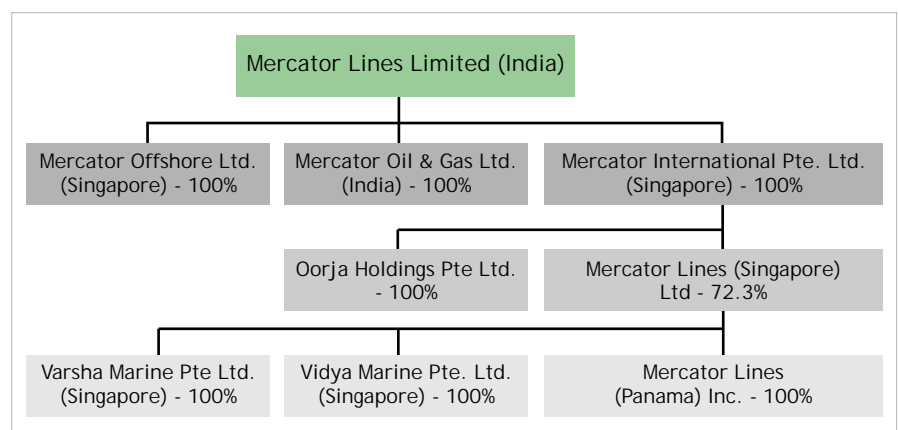 Mercator Lines Limited (India)
Mercator Offshore Ltd.
(Singapore) - 100%
Mercator Oil & Gas Ltd.
(India) - 100%
Mercator International Pte. Ltd.
(Singapore) - 100%
Oorja Holdings Pte Ltd.
- 100%
Mercator Lines (Singapore)
Ltd - 72.3%
Varsha Marine Pte Ltd.
(Singapore) - 100%
Vidya Marine Pte. Ltd.
(Singapore) - 100%
Mercator Lines
(Panama) Inc. - 100%